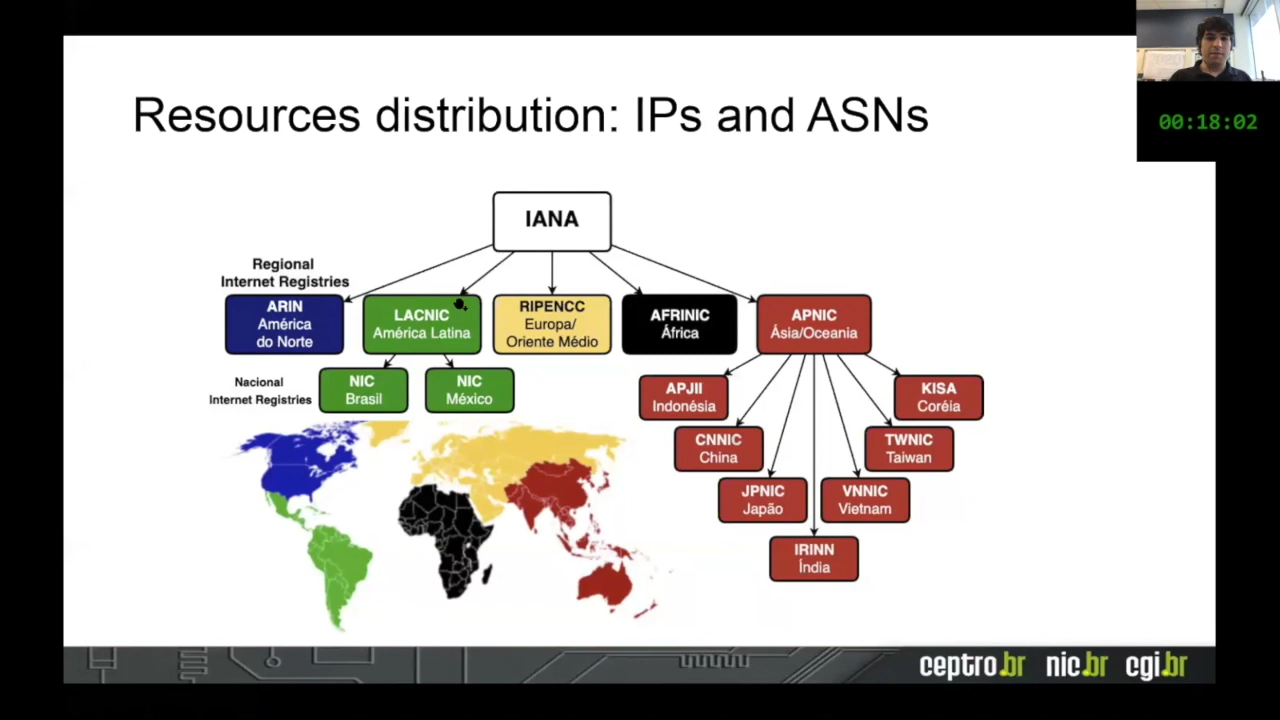 Resources distribution: IPs and ASNs
00:18:02
IANA
Regional
Internet Registries
ARIN
América
do Norte
LACNIC
América Latina
RIPENCC
Europa/
Oriente Médio
AFRINIC
África
APNIC
Ásia/Oceania
Nacional
Internet Registries
NIC
Brasil
NIC
México
APJII
Indonésia
KISA
Coréia
CNNIC
China
TWNIC
Taiwan
JPNIC
Japão
VNNIC
Vietnam
IRINN
Índia
ceptro.br nic.br cgi.br